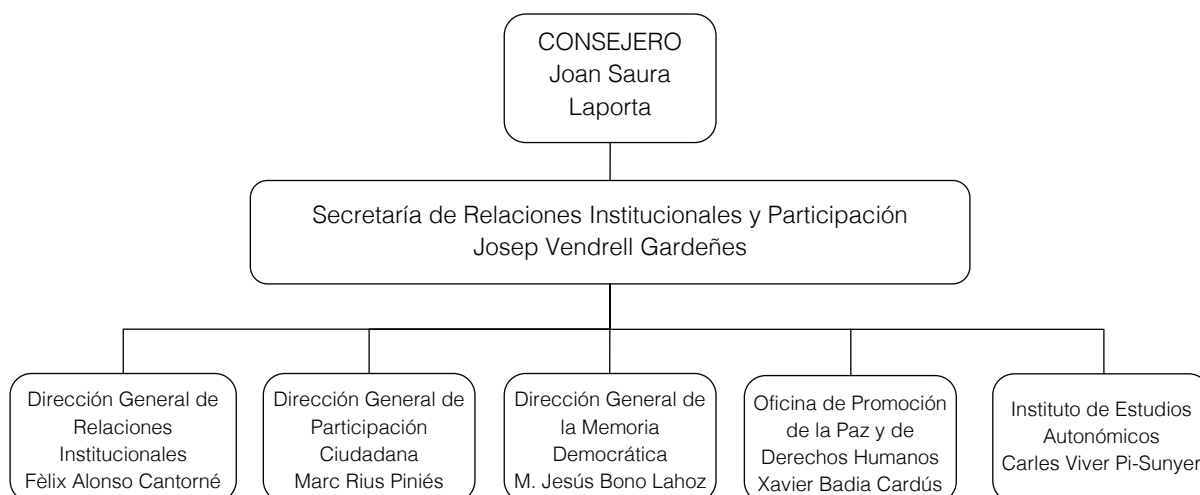 CONSEJERO
Joan Saura
Laporta
Secretaría de Relaciones Institucionales y Participación
Josep Vendrell Gardeñes
Dirección General de
Relaciones
Institucionales
Fèlix Alonso Cantorné
Dirección General de
Participación
Ciudadana
Marc Rius Piniés
Dirección General de
la Memoria
Democrática
M. Jesús Bono Lahoz
Oficina de Promoción
de la Paz y de
Derechos Humanos
Xavier Badia Cardús
Instituto de Estudios
Autonómicos
Carles Viver Pi-Sunyer